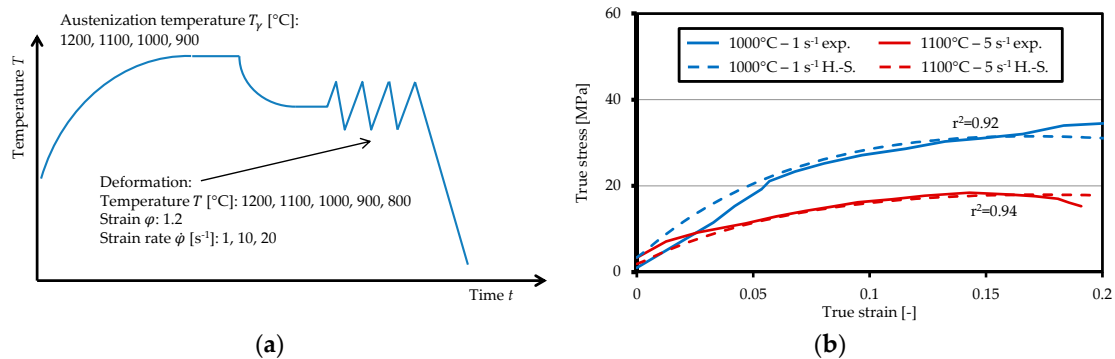 Austenization temperature Tγ [°C]:
1200, 1100, 1000, 900
Temperature T
Deformation:
Temperature T [°C]: 1200, 1100, 1000, 900, 800
Strain φ: 1.2
Strain rate φ̇ [s⁻¹]: 1, 10, 20
Time t
(a)
60
40
20
0
True stress [MPa]
1000°C – 1 s⁻¹ exp.
1100°C – 5 s⁻¹ exp.
1000°C – 1 s⁻¹ H.-S.
1100°C – 5 s⁻¹ H.-S.
r²=0.92
r²=0.94
0 0.05 0.1 0.15 0.2
True strain [-]
(b)